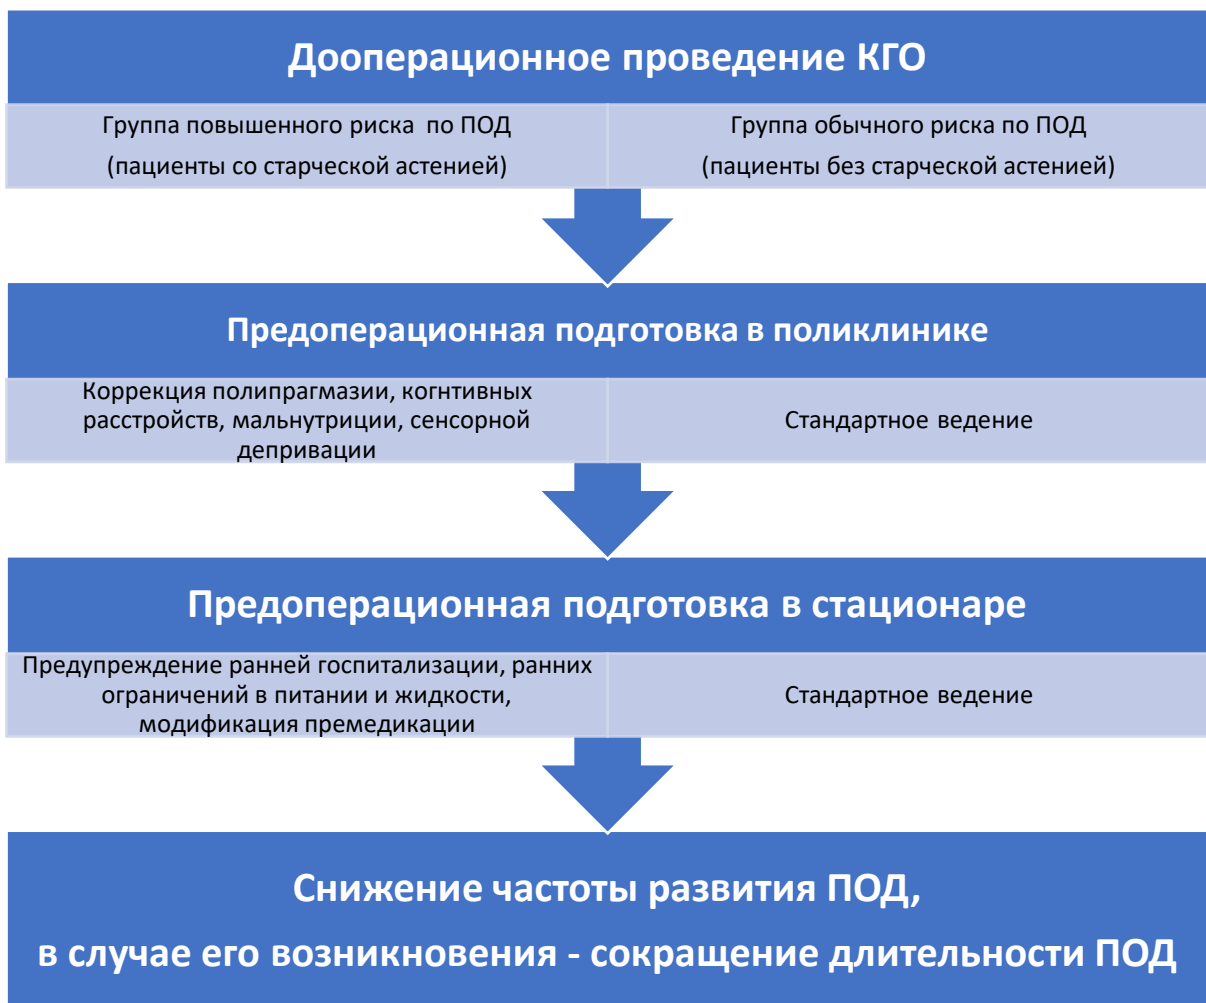 Дооперационное проведение КГО
Группа повышенного риска по ПОД
(пациенты со старческой астенией)
Группа обычного риска по ПОД
(пациенты без старческой астенией)
Предоперационная подготовка в поликлинике
Коррекция полипрагмазии, когнтивных
расстройств, мальнутриции, сенсорной
депривации
Стандартное ведение
Предоперационная подготовка в стационаре
Предупреждение ранней госпитализации, ранних
ограничений в питании и жидкости,
модификация премедикации
Стандартное ведение
Снижение частоты развития ПОД,
в случае его возникновения - сокращение длительности ПОД